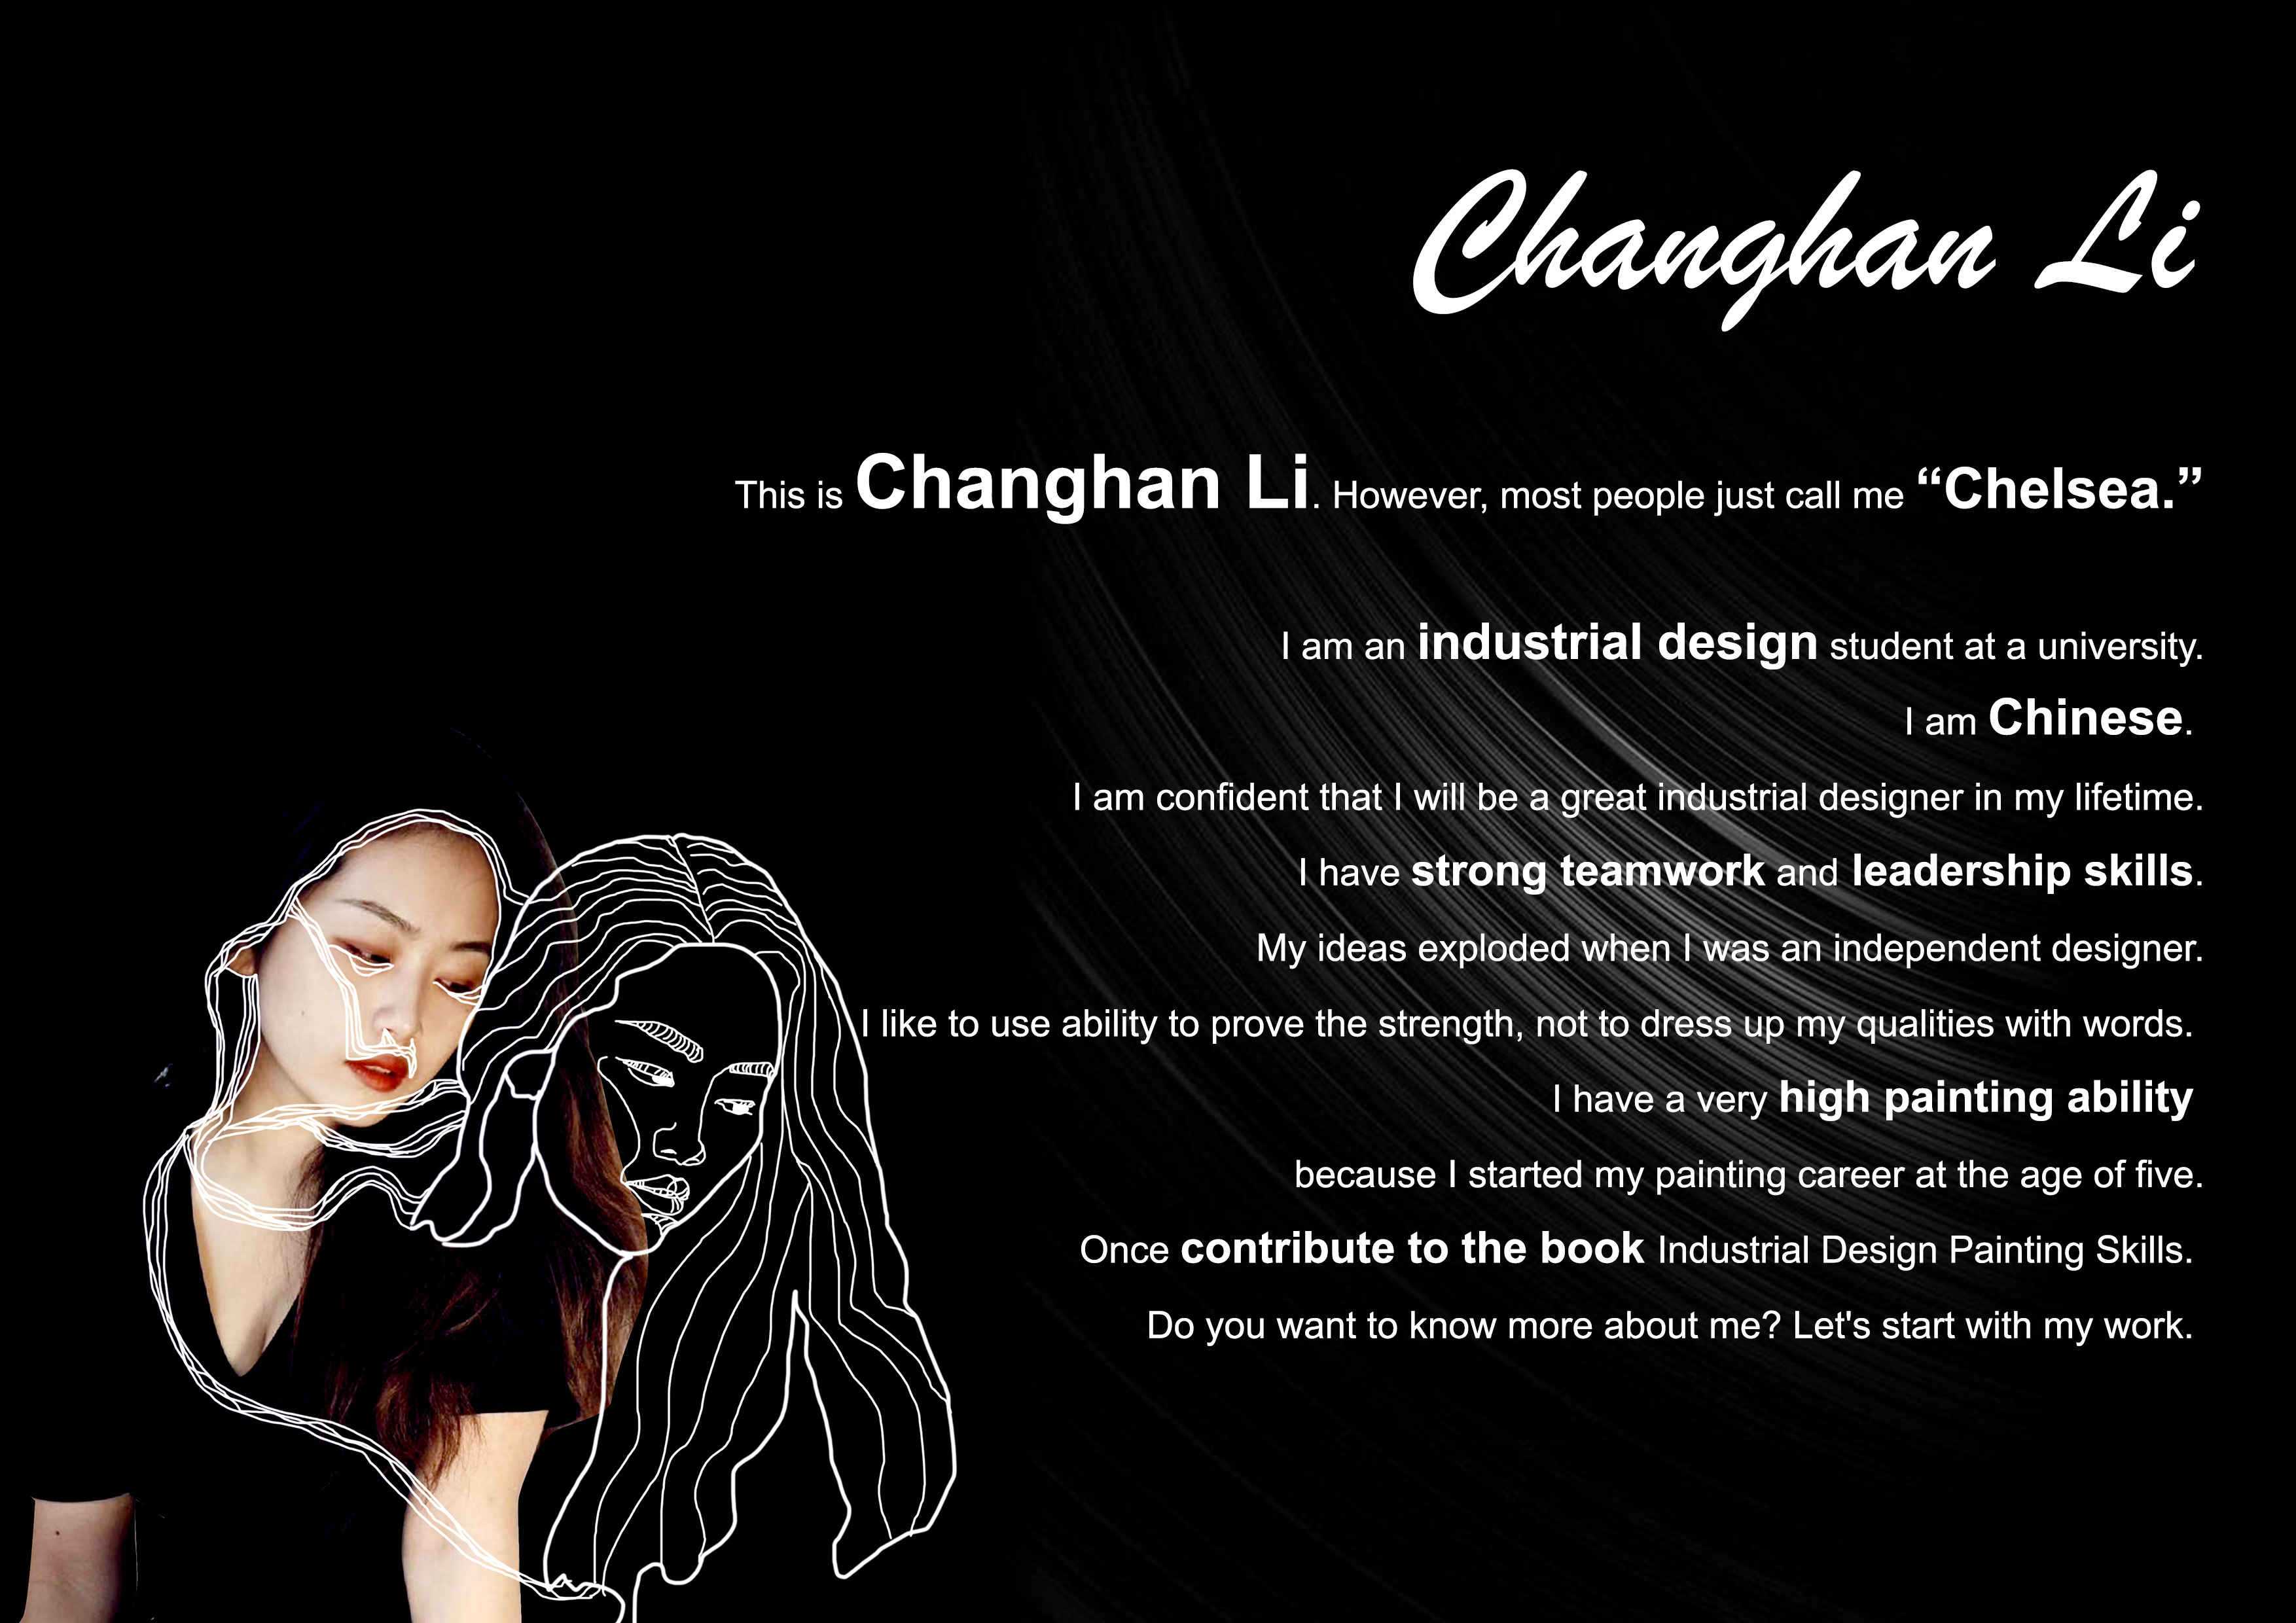 Changhan Li
This is Changhan Li. However, most people just call me “Chelsea.”
I am an industrial design student at a university.
I am Chinese.
I am confident that I will be a great industrial designer in my lifetime.
I have strong teamwork and leadership skills.
My ideas exploded when I was an independent designer.
I like to use ability to prove the strength, not to dress up my qualities with words.
I have a very high painting ability
because I started my painting career at the age of five.
Once contribute to the book Industrial Design Painting Skills.
Do you want to know more about me? Let's start with my work.